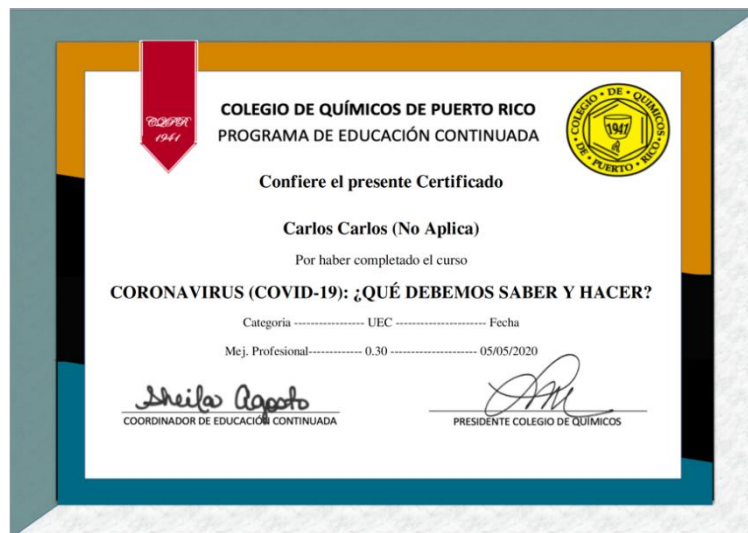 CQPR
1941
COLEGIO DE QUÍMICOS DE PUERTO RICO
PROGRAMA DE EDUCACIÓN CONTINUADA
COLEGIO • DE • QUIMICOS • DE • PUERTO RICO •
1941
Confiere el presente Certificado
Carlos Carlos (No Aplica)
Por haber completado el curso
CORONAVIRUS (COVID-19): ¿QUÉ DEBEMOS SABER Y HACER?
Categoria ----------------- UEC ---------------------- Fecha
Mej. Profesional------------- 0.30 --------------------- 05/05/2020
Sheila Agosto
COORDINADOR DE EDUCACIÓN CONTINUADA
PRESIDENTE COLEGIO DE QUÍMICOS